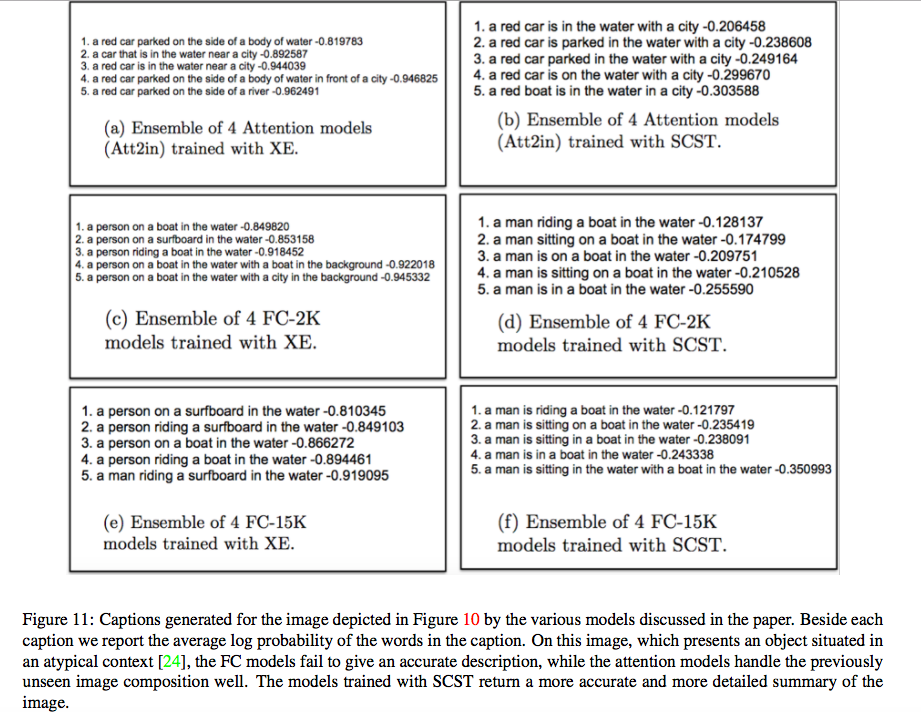 1. a red car parked on the side of a body of water -0.819783
2. a car that is in the water near a city -0.892587
3. a red car is in the water near a city -0.944039
4. a red car parked on the side of a body of water in front of a city -0.946825
5. a red car parked on the side of a river -0.962491
(a) Ensemble of 4 Attention models
(Att2in) trained with XE.
1. a red car is in the water with a city -0.206458
2. a red car is parked in the water with a city -0.238608
3. a red car parked in the water with a city -0.249164
4. a red car is on the water with a city -0.299670
5. a red boat is in the water in a city -0.303588
(b) Ensemble of 4 Attention models
(Att2in) trained with SCST.
1. a person on a boat in the water -0.849820
2. a person on a surfboard in the water -0.853158
3. a person riding a boat in the water -0.918452
4. a person on a boat in the water with a boat in the background -0.922018
5. a person on a boat in the water with a city in the background -0.945332
(c) Ensemble of 4 FC-2K
models trained with XE.
1. a man riding a boat in the water -0.128137
2. a man sitting on a boat in the water -0.174799
3. a man is on a boat in the water -0.209751
4. a man is sitting on a boat in the water -0.210528
5. a man is in a boat in the water -0.255590
(d) Ensemble of 4 FC-2K
models trained with SCST.
1. a person on a surfboard in the water -0.810345
2. a person riding a surfboard in the water -0.849103
3. a person on a boat in the water -0.866272
4. a person riding a boat in the water -0.894461
5. a man riding a surfboard in the water -0.919095
(e) Ensemble of 4 FC-15K
models trained with XE.
1. a man is riding a boat in the water -0.121797
2. a man is sitting on a boat in the water -0.235419
3. a man is sitting in a boat in the water -0.238091
4. a man is in a boat in the water -0.243338
5. a man is sitting in the water with a boat in the water -0.350993
(f) Ensemble of 4 FC-15K
models trained with SCST.
Figure 11: Captions generated for the image depicted in Figure 10 by the various models discussed in the paper. Beside each
caption we report the average log probability of the words in the caption. On this image, which presents an object situated in
an atypical context [24], the FC models fail to give an accurate description, while the attention models handle the previously
unseen image composition well. The models trained with SCST return a more accurate and more detailed summary of the
image.